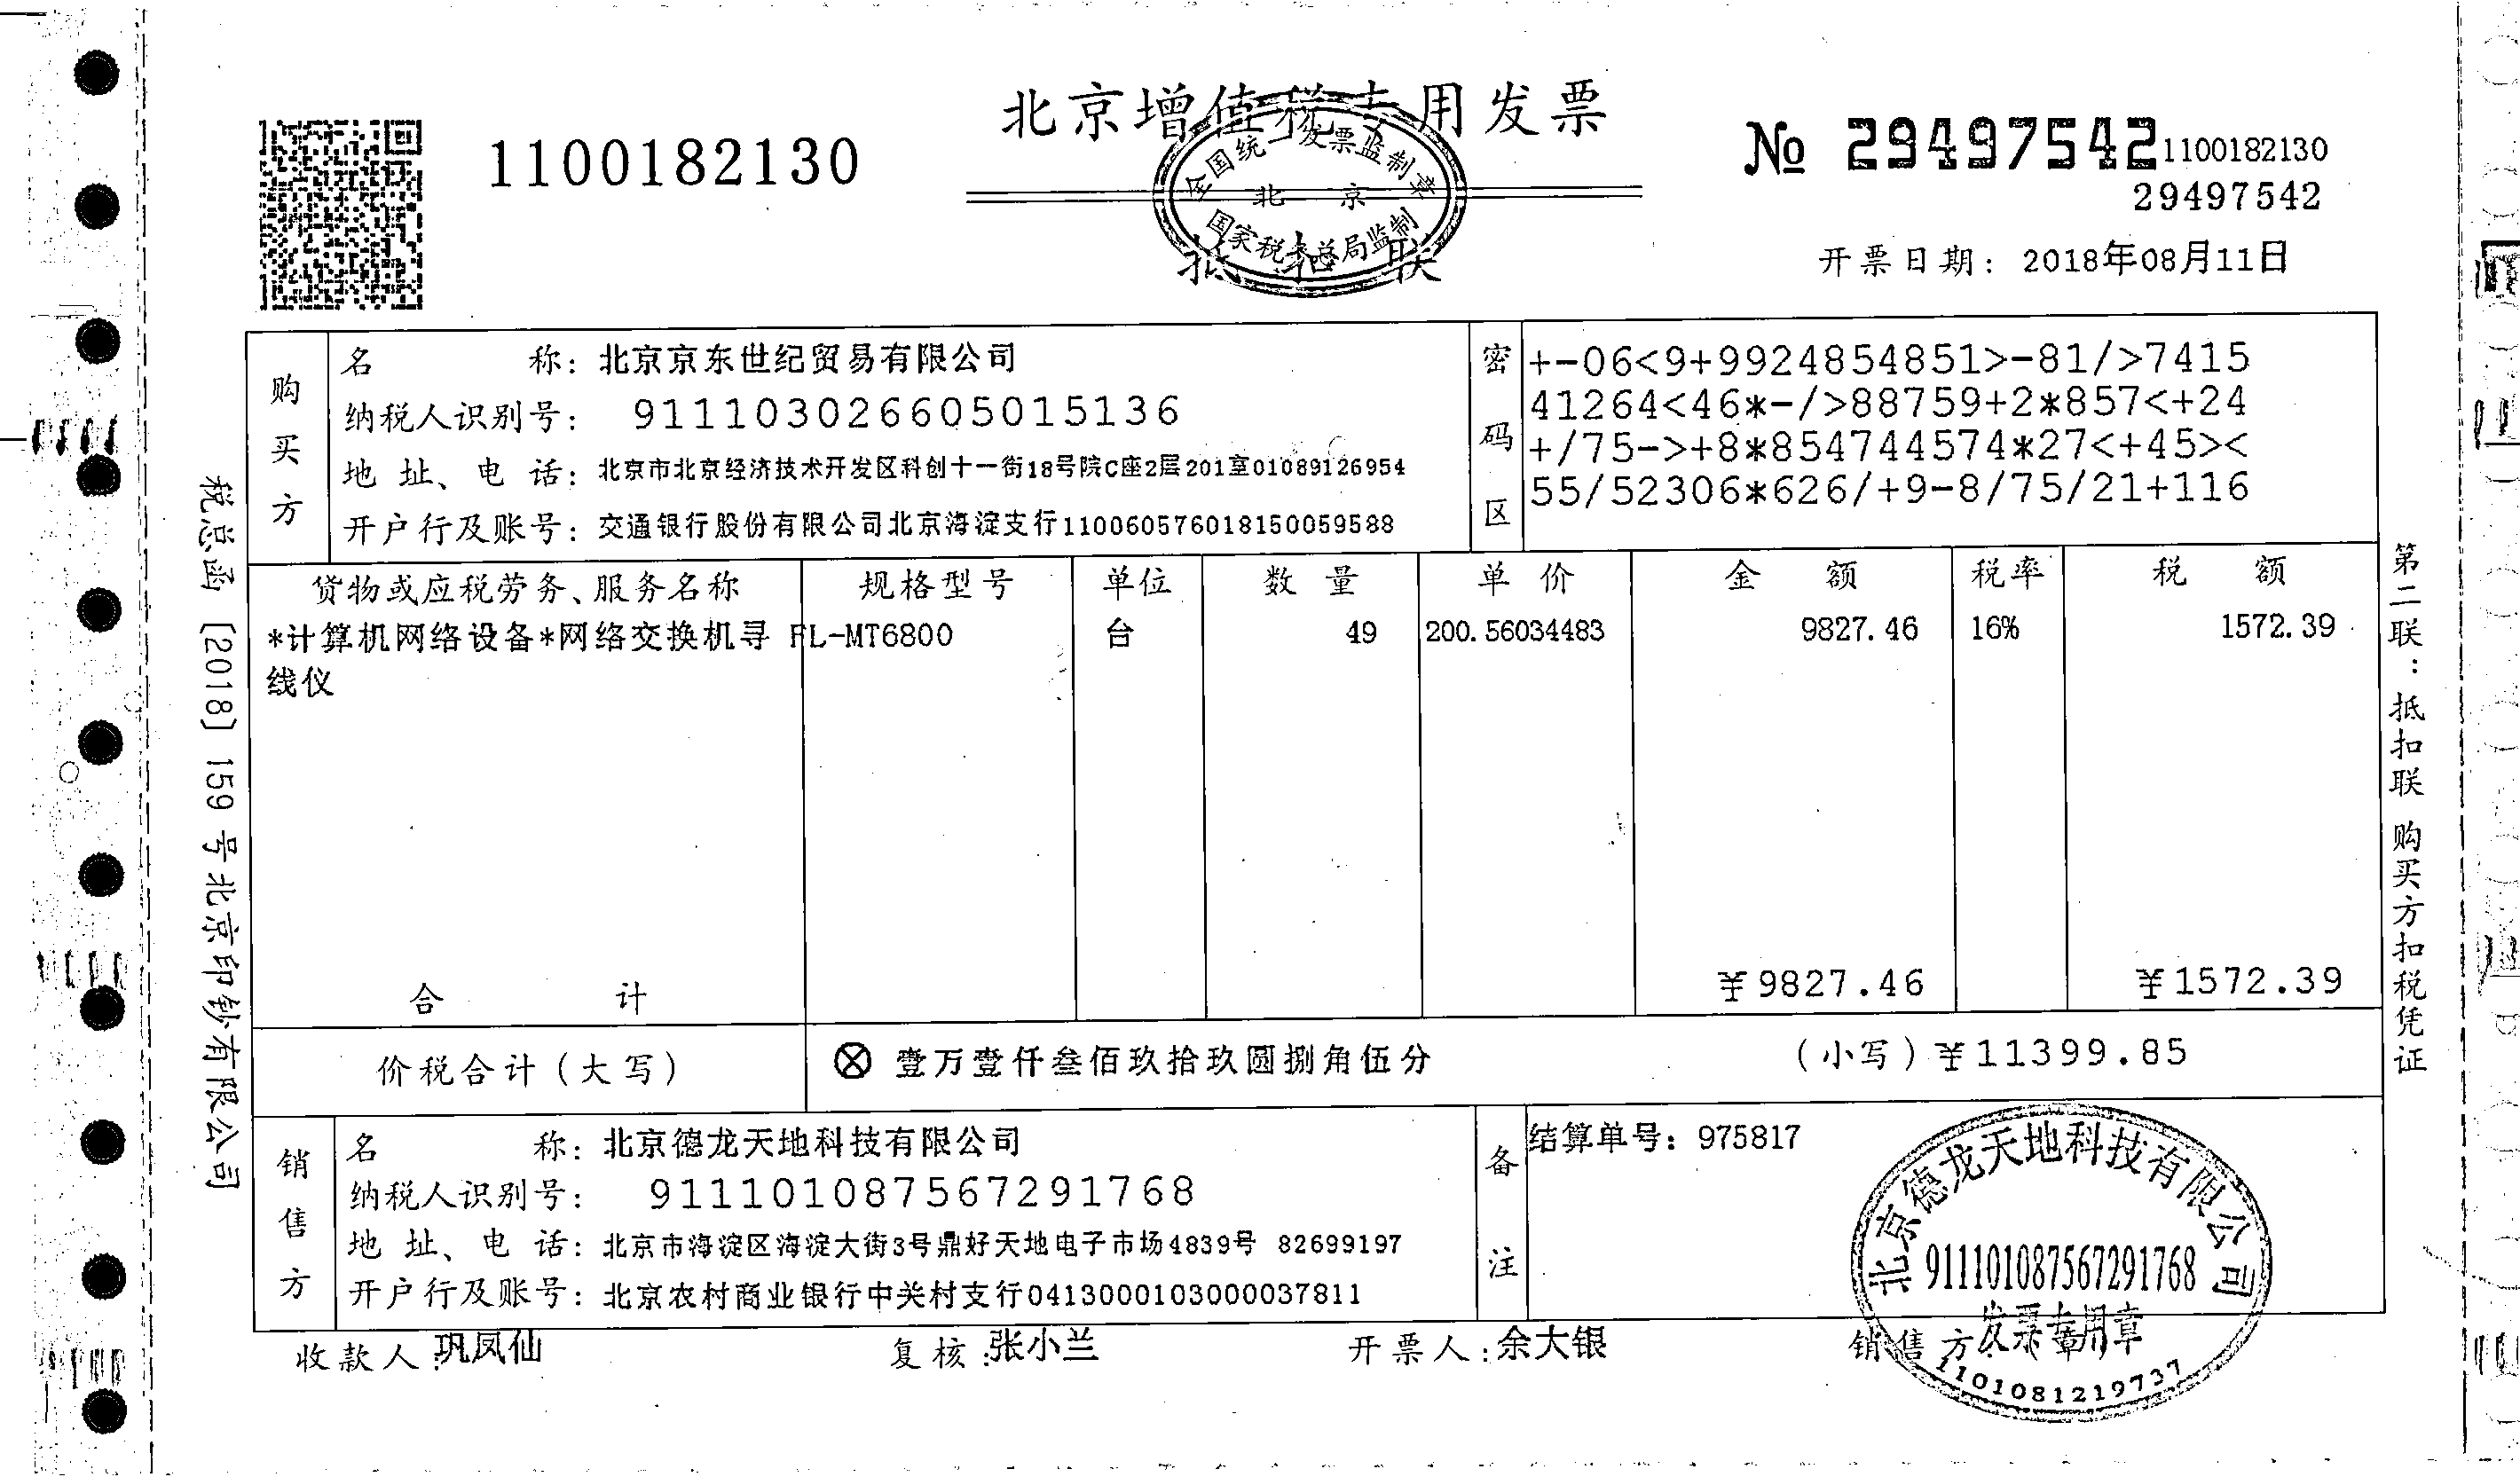 北京增值税专用发票
1100182130
№ 29497542
1100182130
29497542
全国统一发票监制章
北京
国家税务总局监制
抵扣联
开票日期: 2018年08月11日
购买方
名称: 北京京东世纪贸易有限公司
纳税人识别号: 911103026605015136
地址、电话: 北京市北京经济技术开发区科创十一街18号院C座2层201室01089126954
开户行及账号: 交通银行股份有限公司北京海淀支行110060576018150059588
密码区
+-06<9+9924854851>-81/>7415
41264<46*-/>88759+2*857<+24
+/75->+8*854744574*27<+45><
55/52306*626/+9-8/75/21+116
货物或应税劳务、服务名称 规格型号 单位 数量 单价 金额 税率 税额
*计算机网络设备*网络交换机寻 FL-MT6800 台 49 200.56034483 9827.46 16% 1572.39
线仪
合计 ¥9827.46 ¥1572.39
价税合计(大写) ⊗ 壹万壹仟叁佰玖拾玖圆捌角伍分 (小写)¥11399.85
销售方
名称: 北京德龙天地科技有限公司
纳税人识别号: 911101087567291768
地址、电话: 北京市海淀区海淀大街3号鼎好天地电子市场4839号 82699197
开户行及账号: 北京农村商业银行中关村支行0413000103000037811
备注
结算单号: 975817
北京德龙天地科技有限公司
911101087567291768
发票专用章
1101081219737
收款人: 巩凤仙 复核: 张小兰 开票人: 余大银 销售方: (章)
税总函[2018]159号北京印钞有限公司
第二联:抵扣联 购买方扣税凭证